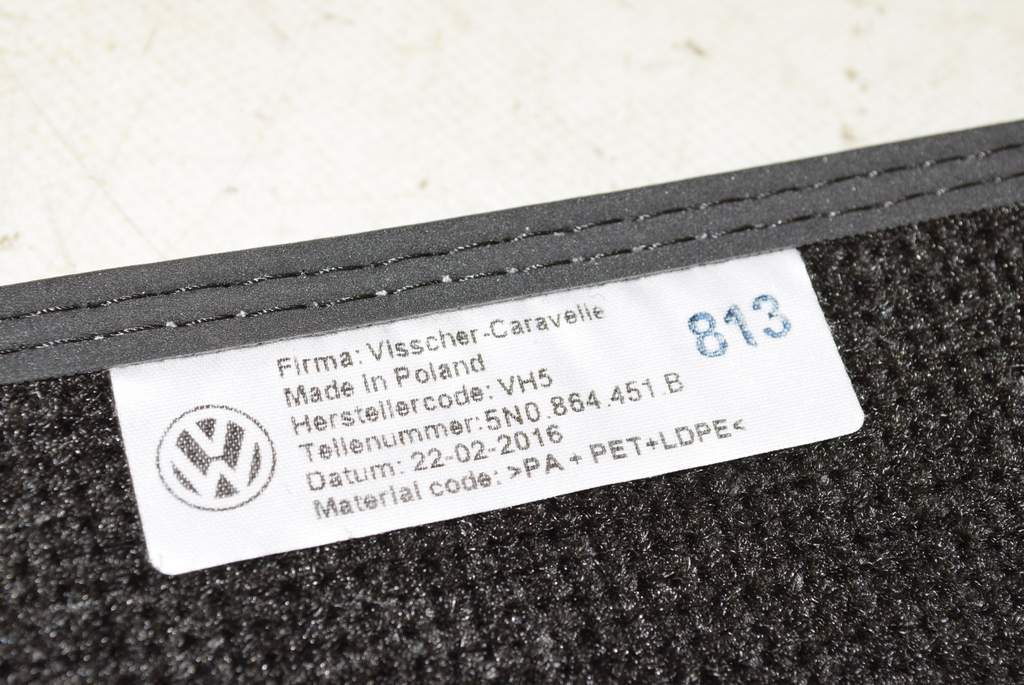 Firma: Visscher-Caravelle
Made in Poland
Herstellercode: VH5
Teilenummer: 5N0.864.451.B
Datum: 22-02-2016
Material code: >PA + PET+LDPE<
813